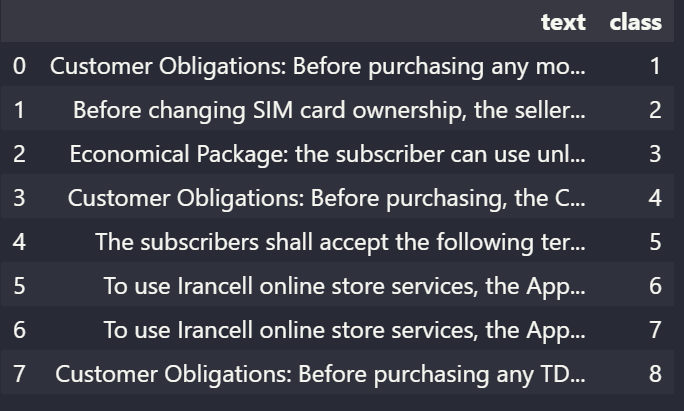 text class
0 Customer Obligations: Before purchasing any mo... 1
1 Before changing SIM card ownership, the seller... 2
2 Economical Package: the subscriber can use unl... 3
3 Customer Obligations: Before purchasing, the C... 4
4 The subscribers shall accept the following ter... 5
5 To use Irancell online store services, the App... 6
6 To use Irancell online store services, the App... 7
7 Customer Obligations: Before purchasing any TD... 8